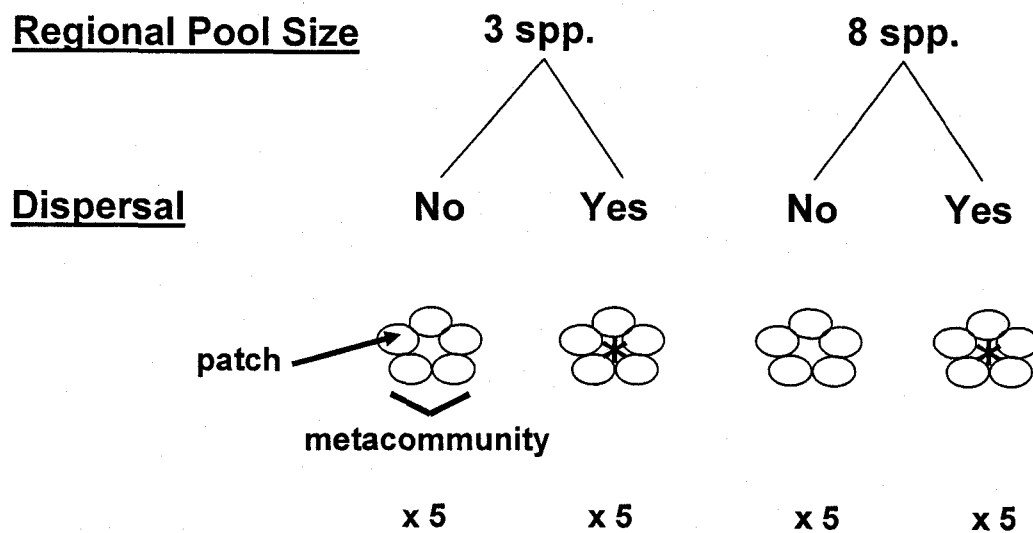 Regional Pool Size 3 spp. 8 spp.
Dispersal No Yes No Yes
patch
metacommunity
x 5 x 5 x 5 x 5